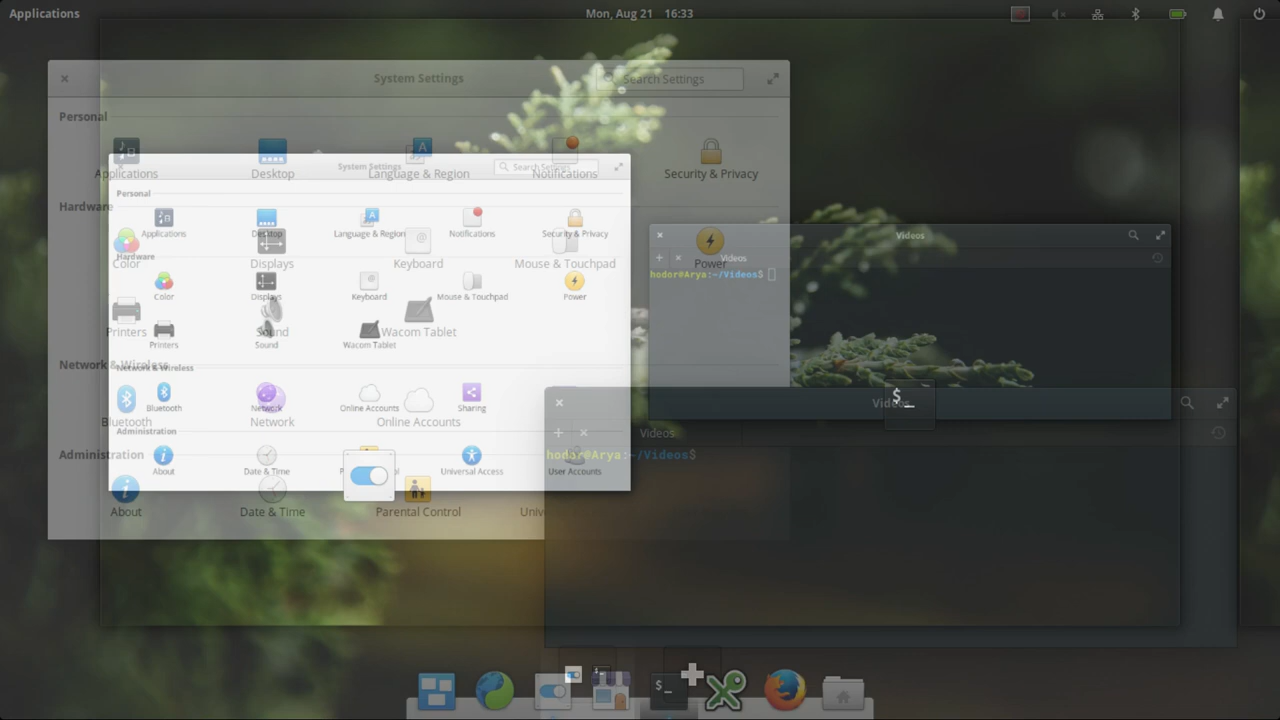 Applications
Mon, Aug 21 16:33
System Settings
Search Settings
Personal
Applications
Desktop
Language & Region
Notifications
Security & Privacy
Hardware
Color
Displays
Keyboard
Mouse & Touchpad
Power
Printers
Sound
Wacom Tablet
Network & Wireless
Bluetooth
Network
Online Accounts
Administration
About
Date & Time
Parental Control
Univ
System Settings
Search Settings
Personal
Applications
Desktop
Language & Region
Notifications
Security & Privacy
Hardware
Color
Displays
Keyboard
Mouse & Touchpad
Power
Printers
Sound
Wacom Tablet
Network & Wireless
Bluetooth
Network
Online Accounts
Sharing
Administration
About
Date & Time
Universal Access
User Accounts
Videos
Videos
hodor@Arya:~/Videos$
Videos
Videos
hodor@Arya:~/Videos$
$_
$_